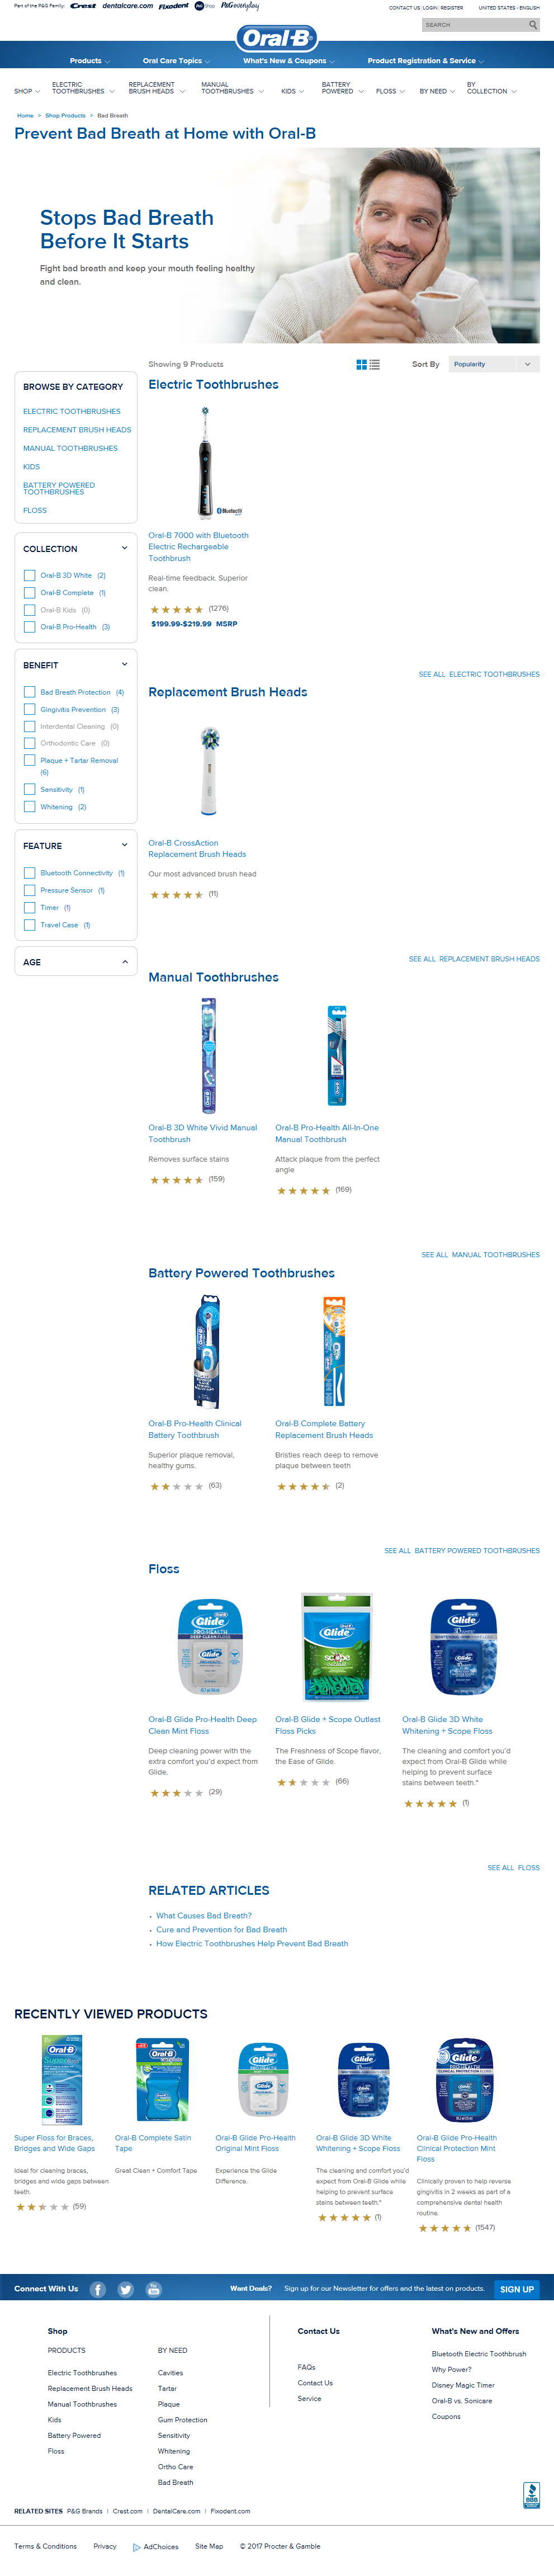 Part of the P&G Family: Crest dentalcare.com Fixodent P&G Shop P&G everyday
CONTACT US | LOGIN | REGISTER UNITED STATES - ENGLISH
SEARCH
Oral-B
Products Oral Care Topics What's New & Coupons Product Registration & Service
SHOP ELECTRIC TOOTHBRUSHES REPLACEMENT BRUSH HEADS MANUAL TOOTHBRUSHES KIDS BATTERY POWERED FLOSS BY NEED BY COLLECTION
Home > Shop Products > Bad Breath
Prevent Bad Breath at Home with Oral-B
Stops Bad Breath
Before It Starts
Fight bad breath and keep your mouth feeling healthy
and clean.
Showing 9 Products
Sort By Popularity
BROWSE BY CATEGORY
ELECTRIC TOOTHBRUSHES
REPLACEMENT BRUSH HEADS
MANUAL TOOTHBRUSHES
KIDS
BATTERY POWERED
TOOTHBRUSHES
FLOSS
COLLECTION
Oral-B 3D White (2)
Oral-B Complete (1)
Oral-B Kids (0)
Oral-B Pro-Health (3)
BENEFIT
Bad Breath Protection (4)
Gingivitis Prevention (3)
Interdental Cleaning (0)
Orthodontic Care (0)
Plaque + Tartar Removal
(6)
Sensitivity (1)
Whitening (2)
FEATURE
Bluetooth Connectivity (1)
Pressure Sensor (1)
Timer (1)
Travel Case (1)
AGE
Electric Toothbrushes
Bluetooth
Oral-B 7000 with Bluetooth
Electric Rechargeable
Toothbrush
Real-time feedback. Superior
clean.
(1276)
$199.99-$219.99 MSRP
SEE ALL ELECTRIC TOOTHBRUSHES
Replacement Brush Heads
Oral-B CrossAction
Replacement Brush Heads
Our most advanced brush head
(11)
SEE ALL REPLACEMENT BRUSH HEADS
Manual Toothbrushes
Oral-B 3D White Vivid Manual
Toothbrush
Removes surface stains
(159)
Oral-B Pro-Health All-In-One
Manual Toothbrush
Attack plaque from the perfect
angle
(169)
SEE ALL MANUAL TOOTHBRUSHES
Battery Powered Toothbrushes
Oral-B Pro-Health Clinical
Battery Toothbrush
Superior plaque removal,
healthy gums.
(63)
Oral-B Complete Battery
Replacement Brush Heads
Bristles reach deep to remove
plaque between teeth
(2)
SEE ALL BATTERY POWERED TOOTHBRUSHES
Floss
Oral-B Glide Pro-Health Deep
Clean Mint Floss
Deep cleaning power with the
extra comfort you'd expect from
Glide.
(29)
Oral-B Glide + Scope Outlast
Floss Picks
The Freshness of Scope flavor,
the Ease of Glide.
(66)
Oral-B Glide 3D White
Whitening + Scope Floss
The cleaning and comfort you'd
expect from Oral-B Glide while
helping to prevent surface
stains between teeth.*
(1)
SEE ALL FLOSS
RELATED ARTICLES
What Causes Bad Breath?
Cure and Prevention for Bad Breath
How Electric Toothbrushes Help Prevent Bad Breath
RECENTLY VIEWED PRODUCTS
Super Floss for Braces,
Bridges and Wide Gaps
Ideal for cleaning braces,
bridges and wide gaps between
teeth.
(59)
Oral-B Complete Satin
Tape
Great Clean + Comfort Tape
Oral-B Glide Pro-Health
Original Mint Floss
Experience the Glide
Difference.
Oral-B Glide 3D White
Whitening + Scope Floss
The cleaning and comfort you'd
expect from Oral-B Glide while
helping to prevent surface
stains between teeth.*
(1)
Oral-B Glide Pro-Health
Clinical Protection Mint
Floss
Clinically proven to help reverse
gingivitis in 2 weeks as part of a
comprehensive dental health
routine.
(1547)
Connect With Us Want Deals? Sign up for our Newsletter for offers and the latest on products. SIGN UP
Shop
PRODUCTS
Electric Toothbrushes
Replacement Brush Heads
Manual Toothbrushes
Kids
Battery Powered
Floss
BY NEED
Cavities
Tartar
Plaque
Gum Protection
Sensitivity
Whitening
Ortho Care
Bad Breath
Contact Us
FAQs
Contact Us
Service
What's New and Offers
Bluetooth Electric Toothbrush
Why Power?
Disney Magic Timer
Oral-B vs. Sonicare
Coupons
BBB
RELATED SITES P&G Brands | Crest.com | DentalCare.com | Fixodent.com
Terms & Conditions Privacy AdChoices Site Map © 2017 Procter & Gamble